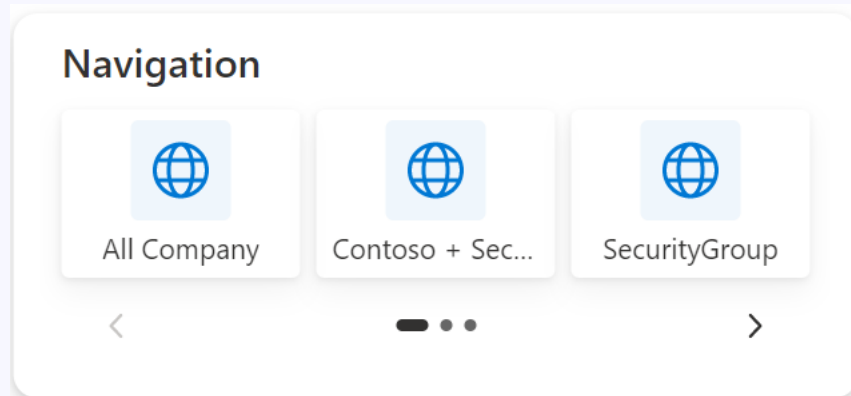 Navigation
All Company
Contoso + Sec...
SecurityGroup